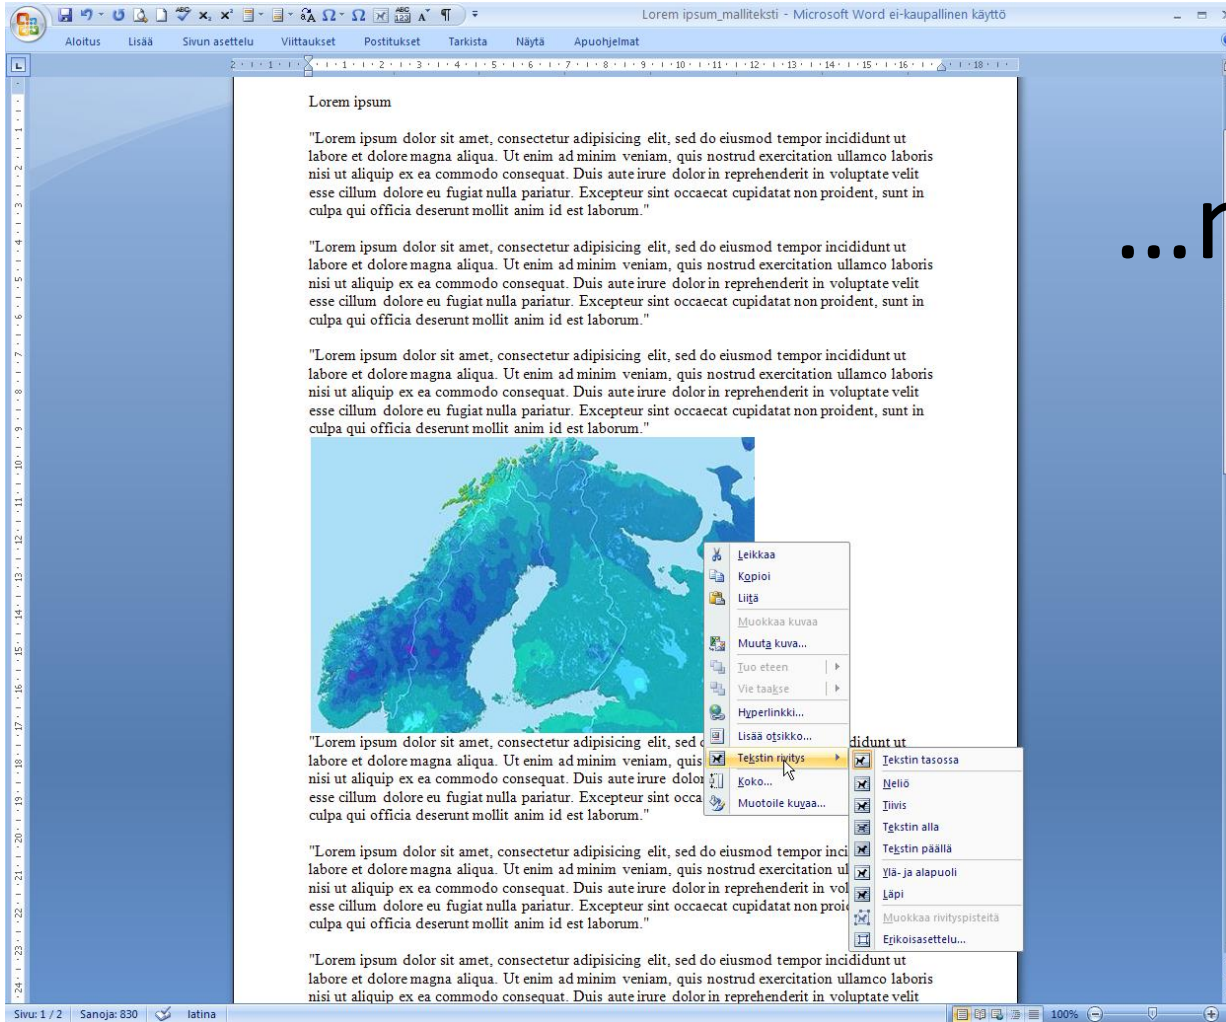 Lorem ipsum_malliteksti - Microsoft Word ei-kaupallinen käyttö
Aloitus Lisää Sivun asettelu Viittaukset Postitukset Tarkista Näytä Apuohjelmat
2 · 1 · 1 · 2 · 3 · 4 · 5 · 6 · 7 · 8 · 9 · 10 · 11 · 12 · 13 · 14 · 15 · 16 · 18
Lorem ipsum
"Lorem ipsum dolor sit amet, consectetur adipisicing elit, sed do eiusmod tempor incididunt ut
labore et dolore magna aliqua. Ut enim ad minim veniam, quis nostrud exercitation ullamco laboris
nisi ut aliquip ex ea commodo consequat. Duis aute irure dolor in reprehenderit in voluptate velit
esse cillum dolore eu fugiat nulla pariatur. Excepteur sint occaecat cupidatat non proident, sunt in
culpa qui officia deserunt mollit anim id est laborum."
...r
"Lorem ipsum dolor sit amet, consectetur adipisicing elit, sed do eiusmod tempor incididunt ut
labore et dolore magna aliqua. Ut enim ad minim veniam, quis nostrud exercitation ullamco laboris
nisi ut aliquip ex ea commodo consequat. Duis aute irure dolor in reprehenderit in voluptate velit
esse cillum dolore eu fugiat nulla pariatur. Excepteur sint occaecat cupidatat non proident, sunt in
culpa qui officia deserunt mollit anim id est laborum."
"Lorem ipsum dolor sit amet, consectetur adipisicing elit, sed do eiusmod tempor incididunt ut
labore et dolore magna aliqua. Ut enim ad minim veniam, quis nostrud exercitation ullamco laboris
nisi ut aliquip ex ea commodo consequat. Duis aute irure dolor in reprehenderit in voluptate velit
esse cillum dolore eu fugiat nulla pariatur. Excepteur sint occaecat cupidatat non proident, sunt in
culpa qui officia deserunt mollit anim id est laborum."
Leikkaa
Kopioi
Liitä
Muokkaa kuvaa
Muuta kuva...
Tuo eteen
Vie taakse
Hyperlinkki...
Lisää otsikko...
Tekstin rivitys
Koko...
Muotoile kuvaa...
Tekstin tasossa
Neliö
Tiivis
Tekstin alla
Tekstin päällä
Ylä- ja alapuoli
Läpi
Muokkaa rivityspisteitä
Erikoisasettelu...
"Lorem ipsum dolor sit amet, consectetur adipisicing elit, sed d didunt ut
labore et dolore magna aliqua. Ut enim ad minim veniam, quis
nisi ut aliquip ex ea commodo consequat. Duis aute irure dolor
esse cillum dolore eu fugiat nulla pariatur. Excepteur sint occa
culpa qui officia deserunt mollit anim id est laborum."
"Lorem ipsum dolor sit amet, consectetur adipisicing elit, sed do eiusmod tempor inci
labore et dolore magna aliqua. Ut enim ad minim veniam, quis nostrud exercitation ul
nisi ut aliquip ex ea commodo consequat. Duis aute irure dolor in reprehenderit in vol
esse cillum dolore eu fugiat nulla pariatur. Excepteur sint occaecat cupidatat non proid
culpa qui officia deserunt mollit anim id est laborum."
"Lorem ipsum dolor sit amet, consectetur adipisicing elit, sed do eiusmod tempor incididunt ut
labore et dolore magna aliqua. Ut enim ad minim veniam, quis nostrud exercitation ullamco laboris
nisi ut aliquip ex ea commodo consequat. Duis aute irure dolor in reprehenderit in voluptate velit
Sivu: 1 / 2 Sanoja: 830 latina 100%